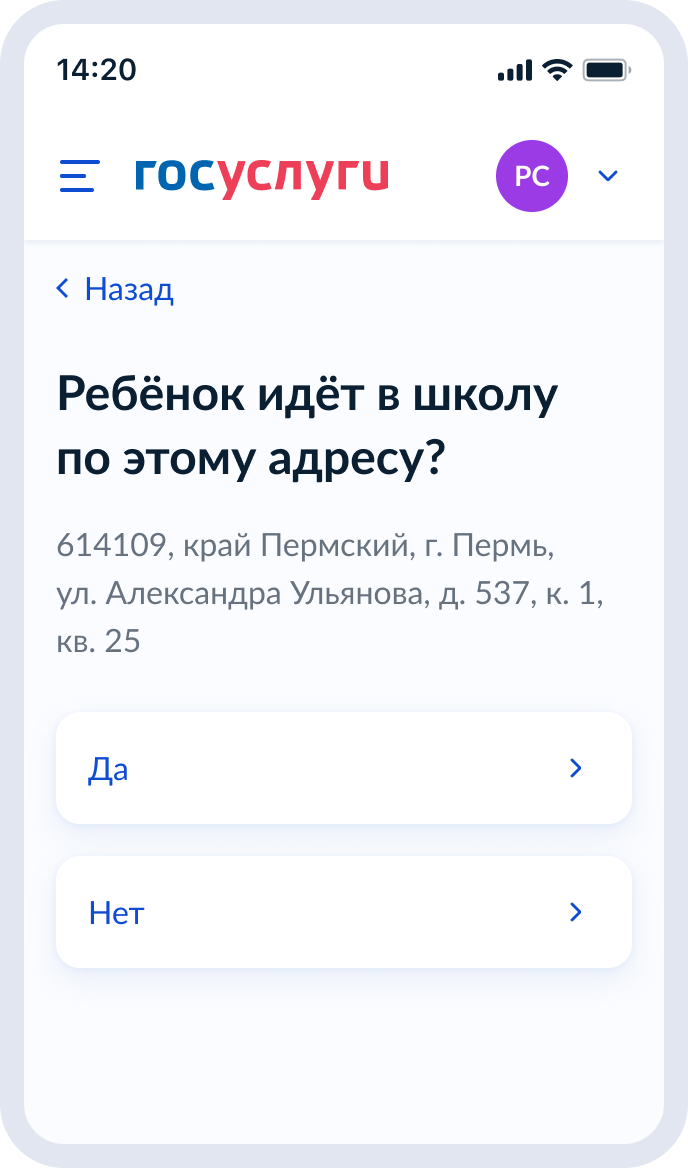 14:20
госуслуги
РС
Назад
Ребёнок идёт в школу
по этому адресу?
614109, край Пермский, г. Пермь,
ул. Александра Ульянова, д. 537, к. 1,
кв. 25
Да
Нет